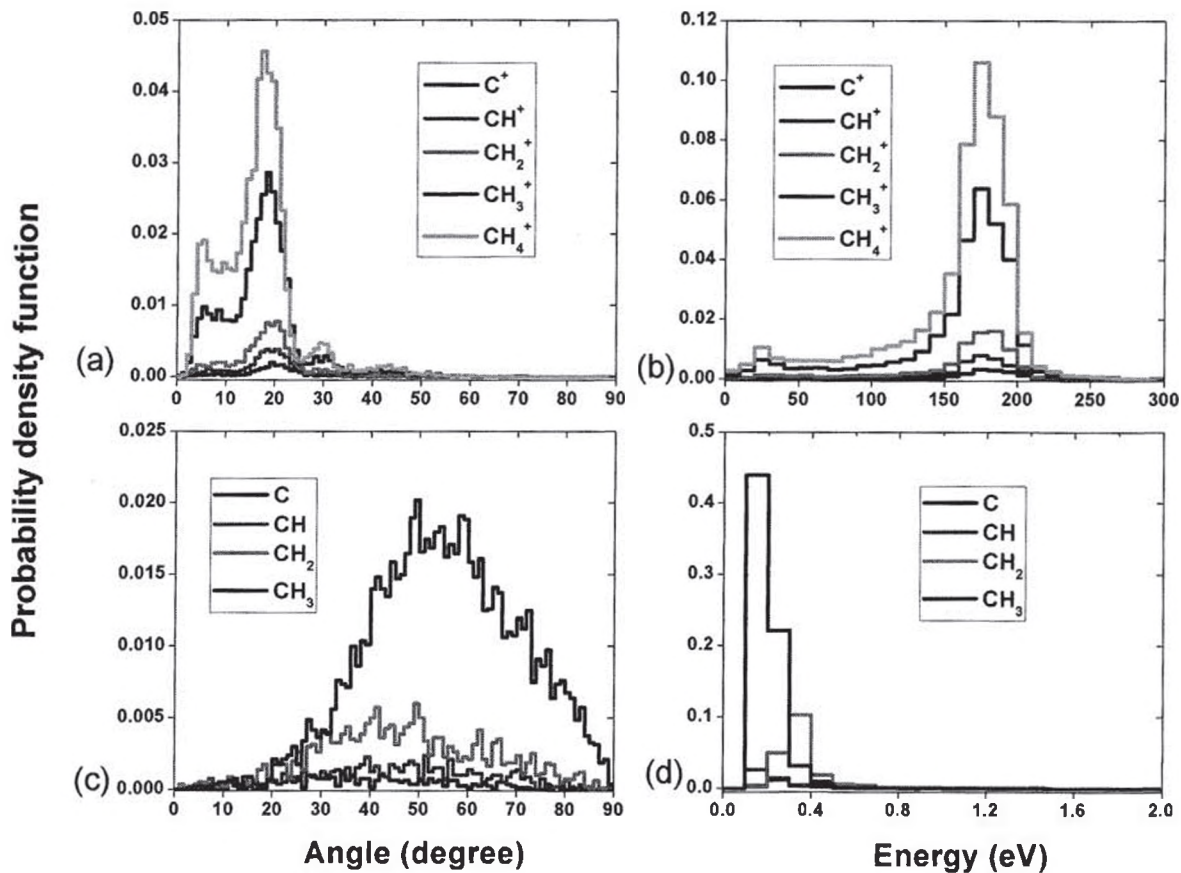 Probability density function
0.05
0.04
0.03
0.02
0.01
0.00
(a)
C⁺
CH⁺
CH₂⁺
CH₃⁺
CH₄⁺
0 10 20 30 40 50 60 70 80 90
0.12
0.10
0.08
0.06
0.04
0.02
0.00
(b)
C⁺
CH⁺
CH₂⁺
CH₃⁺
CH₄⁺
0 50 100 150 200 250 300
0.025
0.020
0.015
0.010
0.005
0.000
(c)
C
CH
CH₂
CH₃
0 10 20 30 40 50 60 70 80 90
Angle (degree)
0.5
0.4
0.3
0.2
0.1
0.0
(d)
C
CH
CH₂
CH₃
0.0 0.4 0.8 1.2 1.6 2.0
Energy (eV)